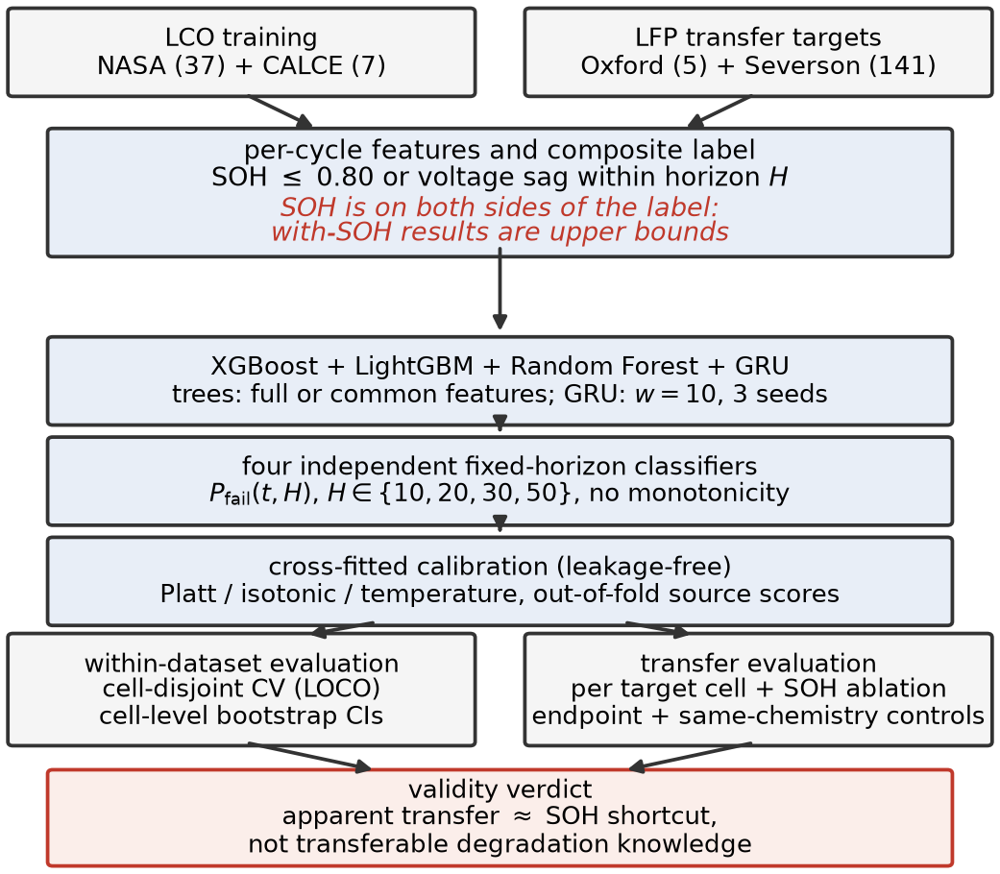 LCO training
NASA (37) + CALCE (7)
LFP transfer targets
Oxford (5) + Severson (141)
per-cycle features and composite label
SOH ≤ 0.80 or voltage sag within horizon H
SOH is on both sides of the label:
with-SOH results are upper bounds
XGBoost + LightGBM + Random Forest + GRU
trees: full or common features; GRU: w = 10, 3 seeds
four independent fixed-horizon classifiers
P_fail(t, H), H ∈ {10, 20, 30, 50}, no monotonicity
cross-fitted calibration (leakage-free)
Platt / isotonic / temperature, out-of-fold source scores
within-dataset evaluation
cell-disjoint CV (LOCO)
cell-level bootstrap CIs
transfer evaluation
per target cell + SOH ablation
endpoint + same-chemistry controls
validity verdict
apparent transfer ≈ SOH shortcut,
not transferable degradation knowledge